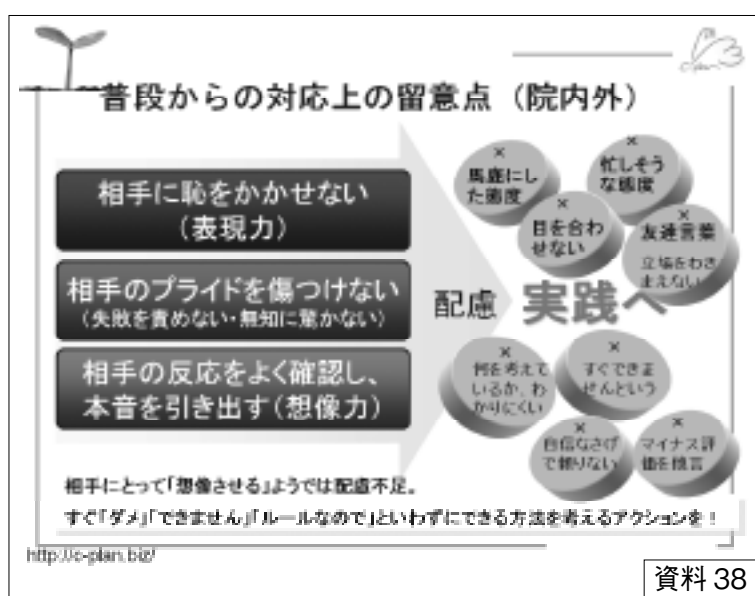 普段からの対応上の留意点（院内外）
相手に恥をかかせない
（表現力）
相手のプライドを傷つけない
（失敗を責めない・無知に驚かない）
相手の反応をよく確認し、
本音を引き出す（想像力）
配慮
実践へ
×
馬鹿にし
た態度
×
忙しそう
な態度
×
目を合わ
せない
×
友達言葉
立場をわき
まえない
×
何を考えて
いるか、わ
かりにくい
×
すぐできま
せんという
×
自信なさげ
で頼りない
×
マイナス評
価を
相手にとって「想像させる」ようでは配慮不足。
すぐ「ダメ」「できません」「ルールなので」といわずにできる方法を考えるアクションを！
http://c-plan.biz/
資料 38